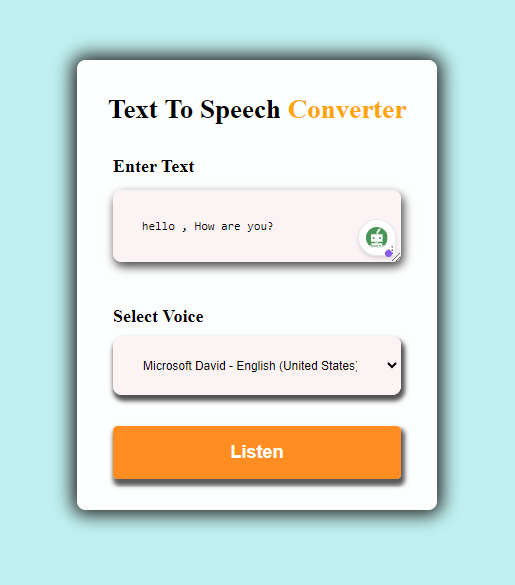 Text To Speech Converter
Enter Text
hello , How are you?
Select Voice
Microsoft David - English (United States)
Listen